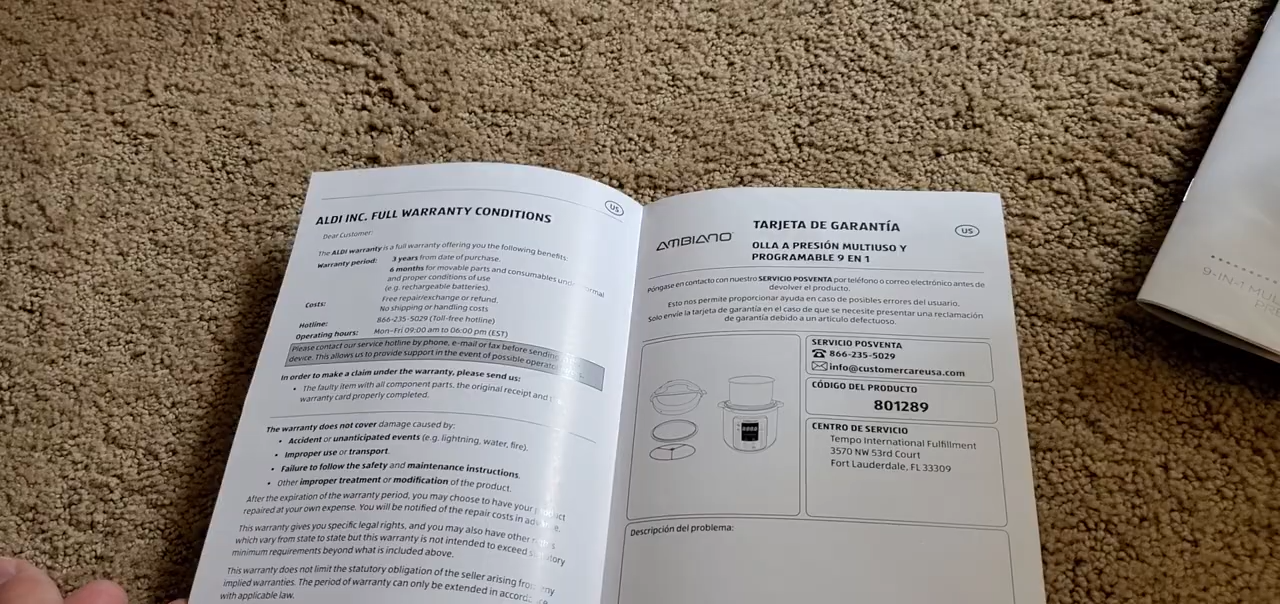 US
ALDI INC. FULL WARRANTY CONDITIONS
Dear Customer:
The ALDI warranty is a full warranty offering you the following benefits:
Warranty period: 3 years from date of purchase.
6 months for movable parts and consumables under normal
and proper conditions of use
(e.g. rechargeable batteries).
Costs: Free repair/exchange or refund.
No shipping or handling costs
Hotline: 866-235-5029 (Toll-free hotline)
Operating hours: Mon–Fri 09:00 am to 06:00 pm (EST)
Please contact our service hotline by phone, e-mail or fax before sending
device. This allows us to provide support in the event of possible operator
In order to make a claim under the warranty, please send us:
• The faulty item with all component parts, the original receipt and
warranty card properly completed.
The warranty does not cover damage caused by:
• Accident or unanticipated events (e.g. lightning, water, fire).
• Improper use or transport.
• Failure to follow the safety and maintenance instructions.
• Other improper treatment or modification of the product.
After the expiration of the warranty period, you may choose to have your product
repaired at your own expense. You will be notified of the repair costs in
This warranty gives you specific legal rights, and you may also have other
which vary from state to state but this warranty is not intended to exceed
minimum requirements beyond what is included above.
This warranty does not limit the statutory obligation of the seller arising from any
implied warranties. The period of warranty can only be extended in
with applicable law.
US
AMBIANO
TARJETA DE GARANTÍA
OLLA A PRESIÓN MULTIUSO Y
PROGRAMABLE 9 EN 1
Póngase en contacto con nuestro SERVICIO POSVENTA por teléfono o correo electrónico antes de
devolver el producto.
Esto nos permite proporcionar ayuda en caso de posibles errores del usuario.
Solo envíe la tarjeta de garantía en el caso de que se necesite presentar una reclamación
de garantía debido a un artículo defectuoso.
SERVICIO POSVENTA
866-235-5029
info@customercareusa.com
CÓDIGO DEL PRODUCTO
801289
CENTRO DE SERVICIO
Tempo International Fulfillment
3570 NW 53rd Court
Fort Lauderdale, FL 33309
Descripción del problema:
9-IN-1